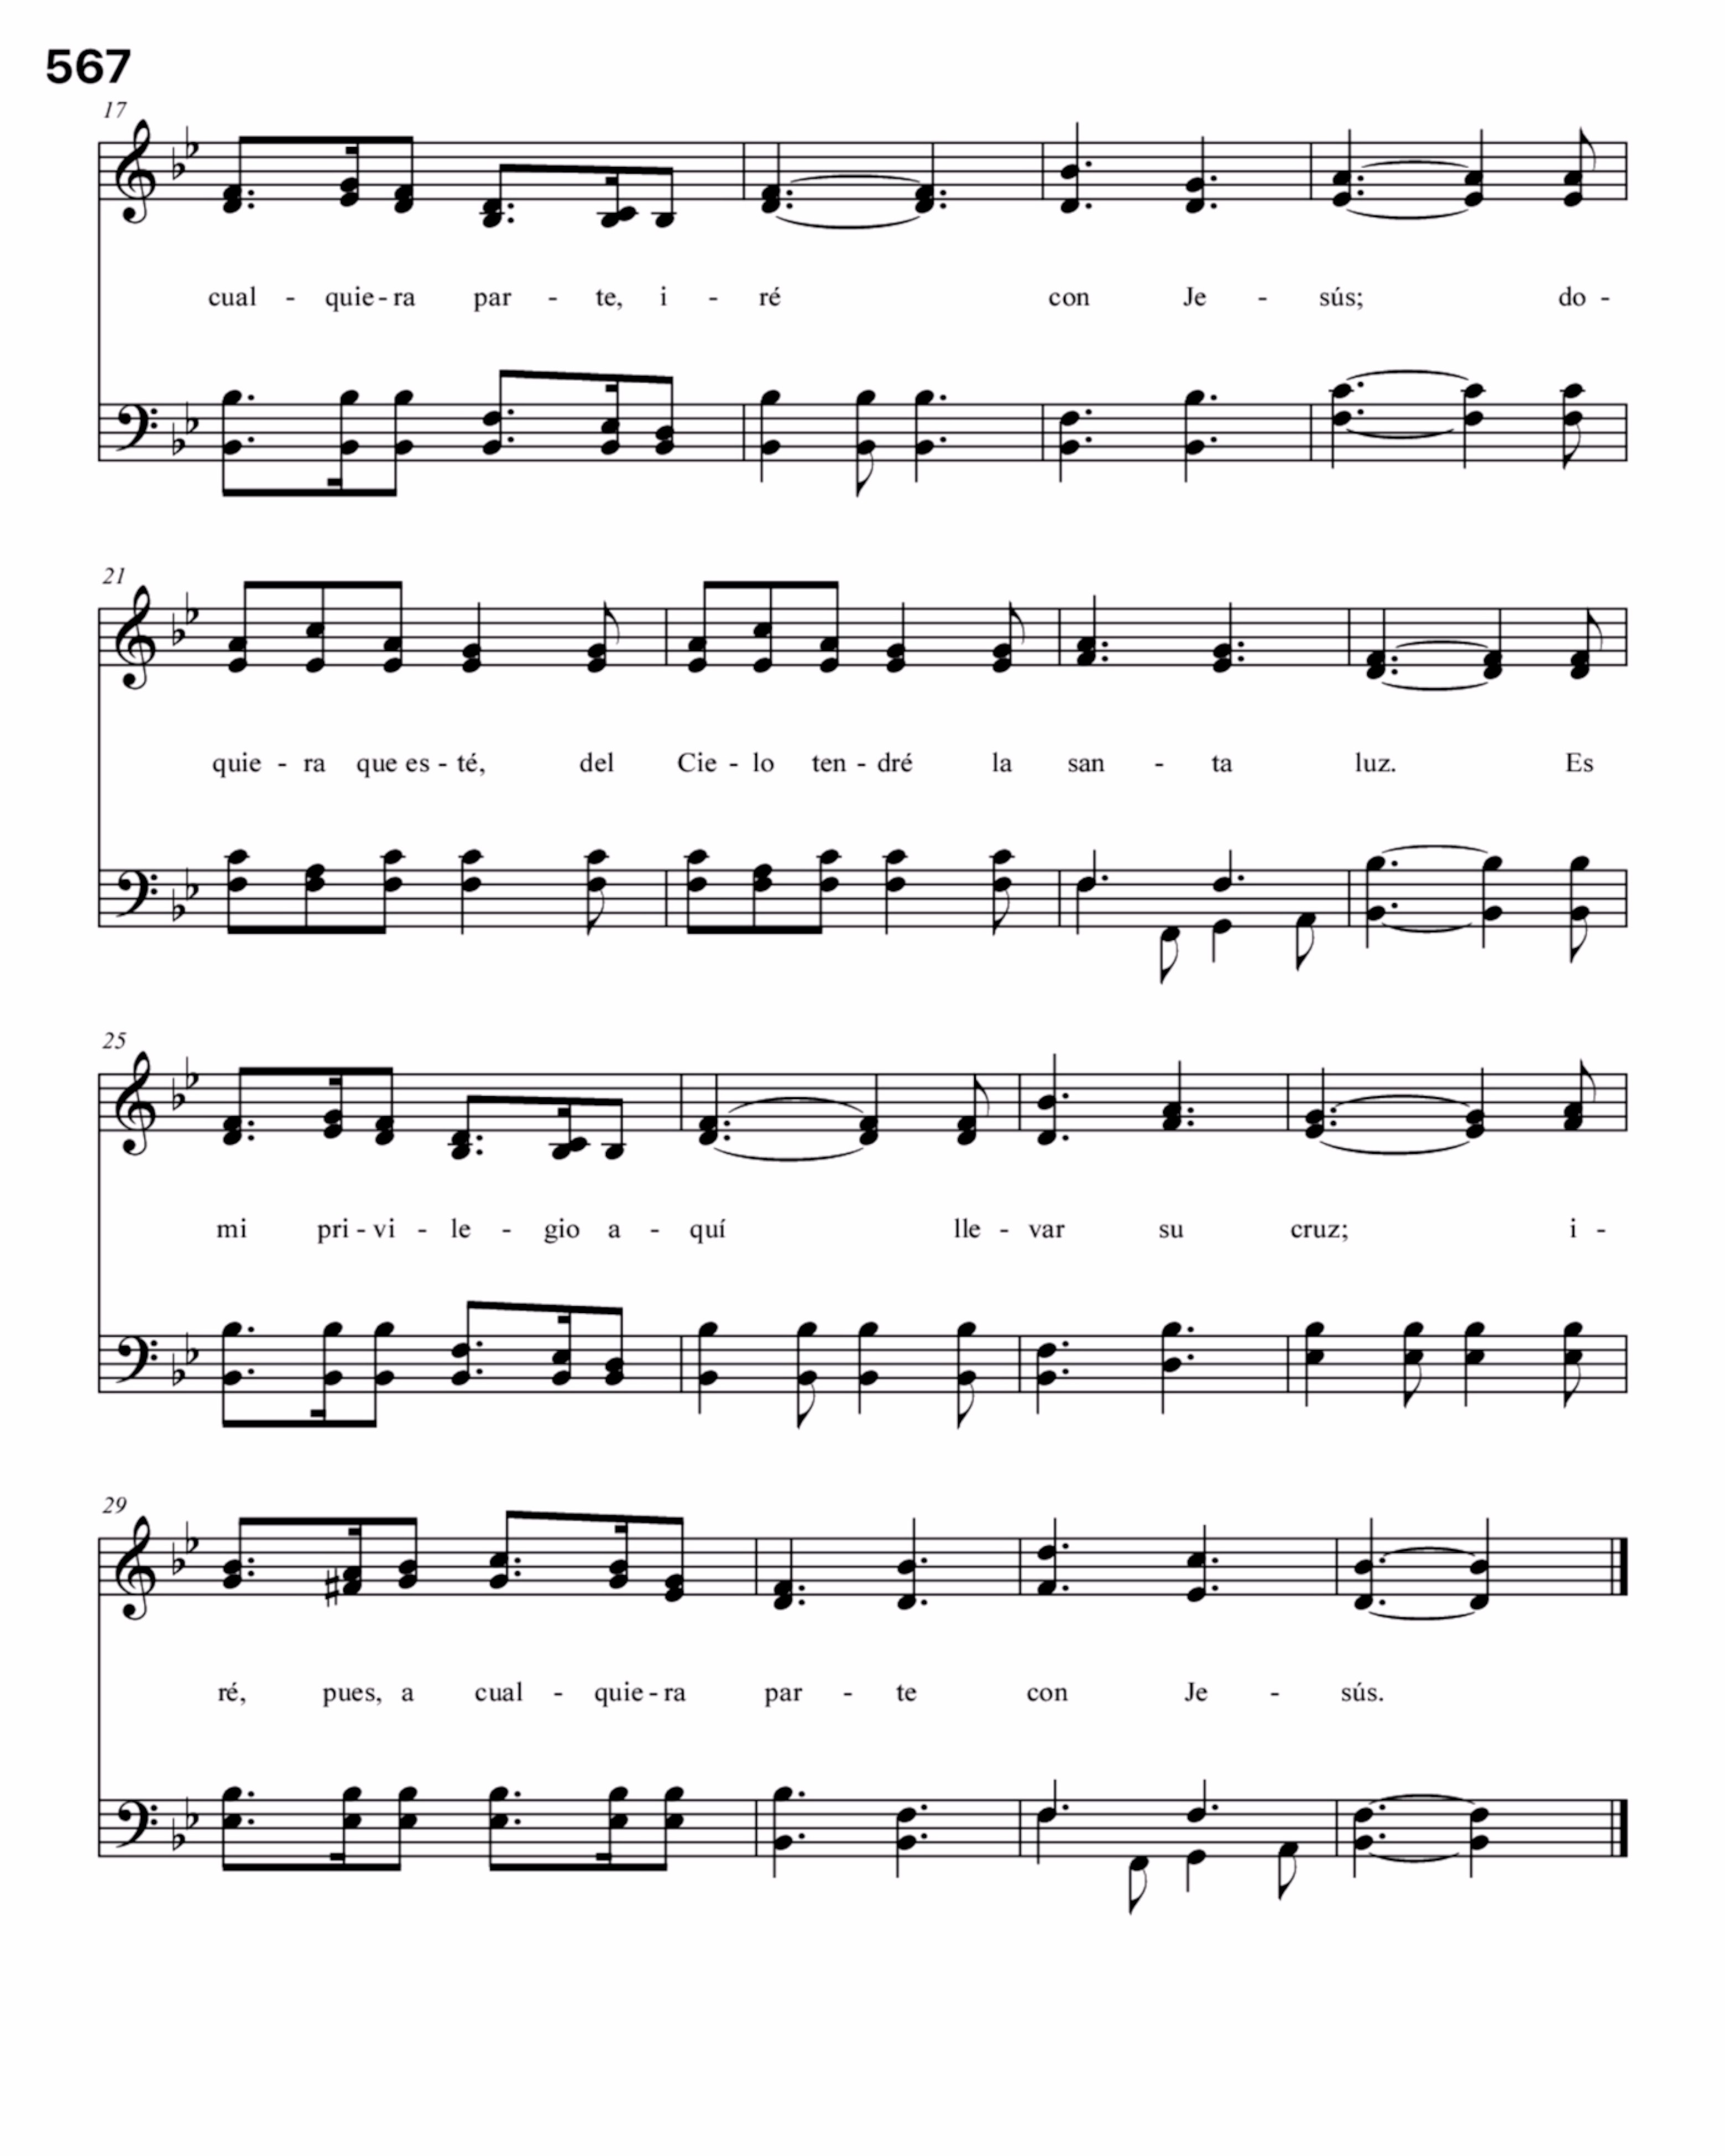 567
17
cual - quie - ra par - te, i - ré con Je - sús; do -
21
quie - ra que es - té, del Cie - lo ten - dré la san - ta luz. Es
25
mi pri - vi - le - gio a - quí lle - var su cruz; i -
29
ré, pues, a cual - quie - ra par - te con Je - sús.